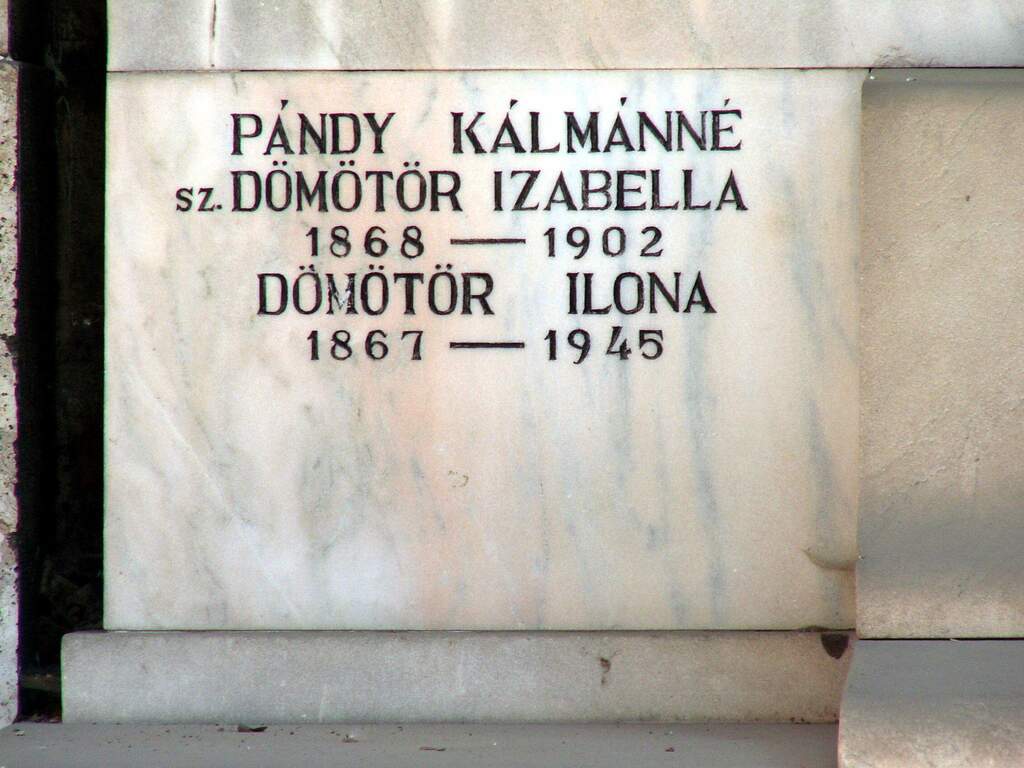 PÁNDY KÁLMÁNNÉ
sz. DÖMÖTÖR IZABELLA
1868 — 1902
DÖMÖTÖR ILONA
1867 — 1945